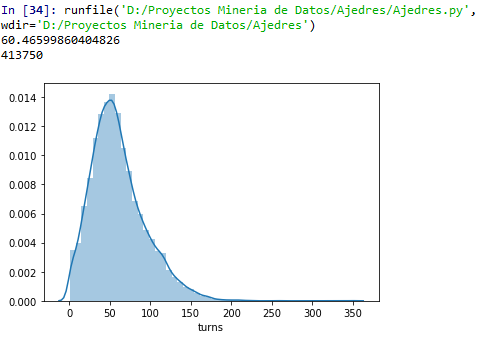 In [34]: runfile('D:/Proyectos Mineria de Datos/Ajedres/Ajedres.py',
wdir='D:/Proyectos Mineria de Datos/Ajedres')
60.46599860404826
413750
0.014
0.012
0.010
0.008
0.006
0.004
0.002
0.000
0 50 100 150 200 250 300 350
turns